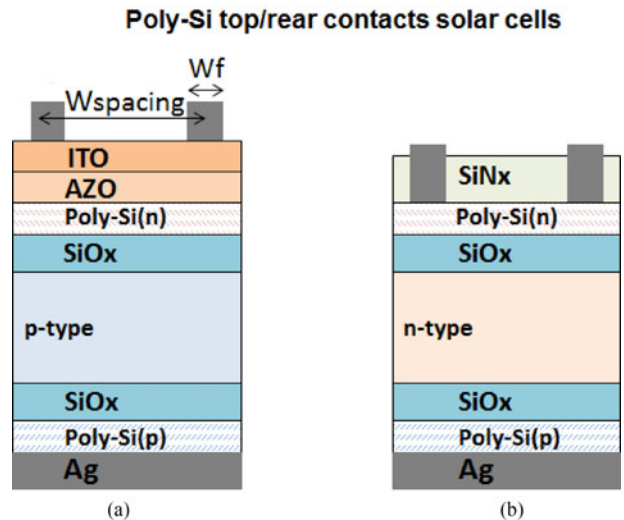 Poly-Si top/rear contacts solar cells
Wf
Wspacing
ITO
AZO
Poly-Si(n)
SiOx
p-type
SiOx
Poly-Si(p)
Ag
(a)
SiNx
Poly-Si(n)
SiOx
n-type
SiOx
Poly-Si(p)
Ag
(b)